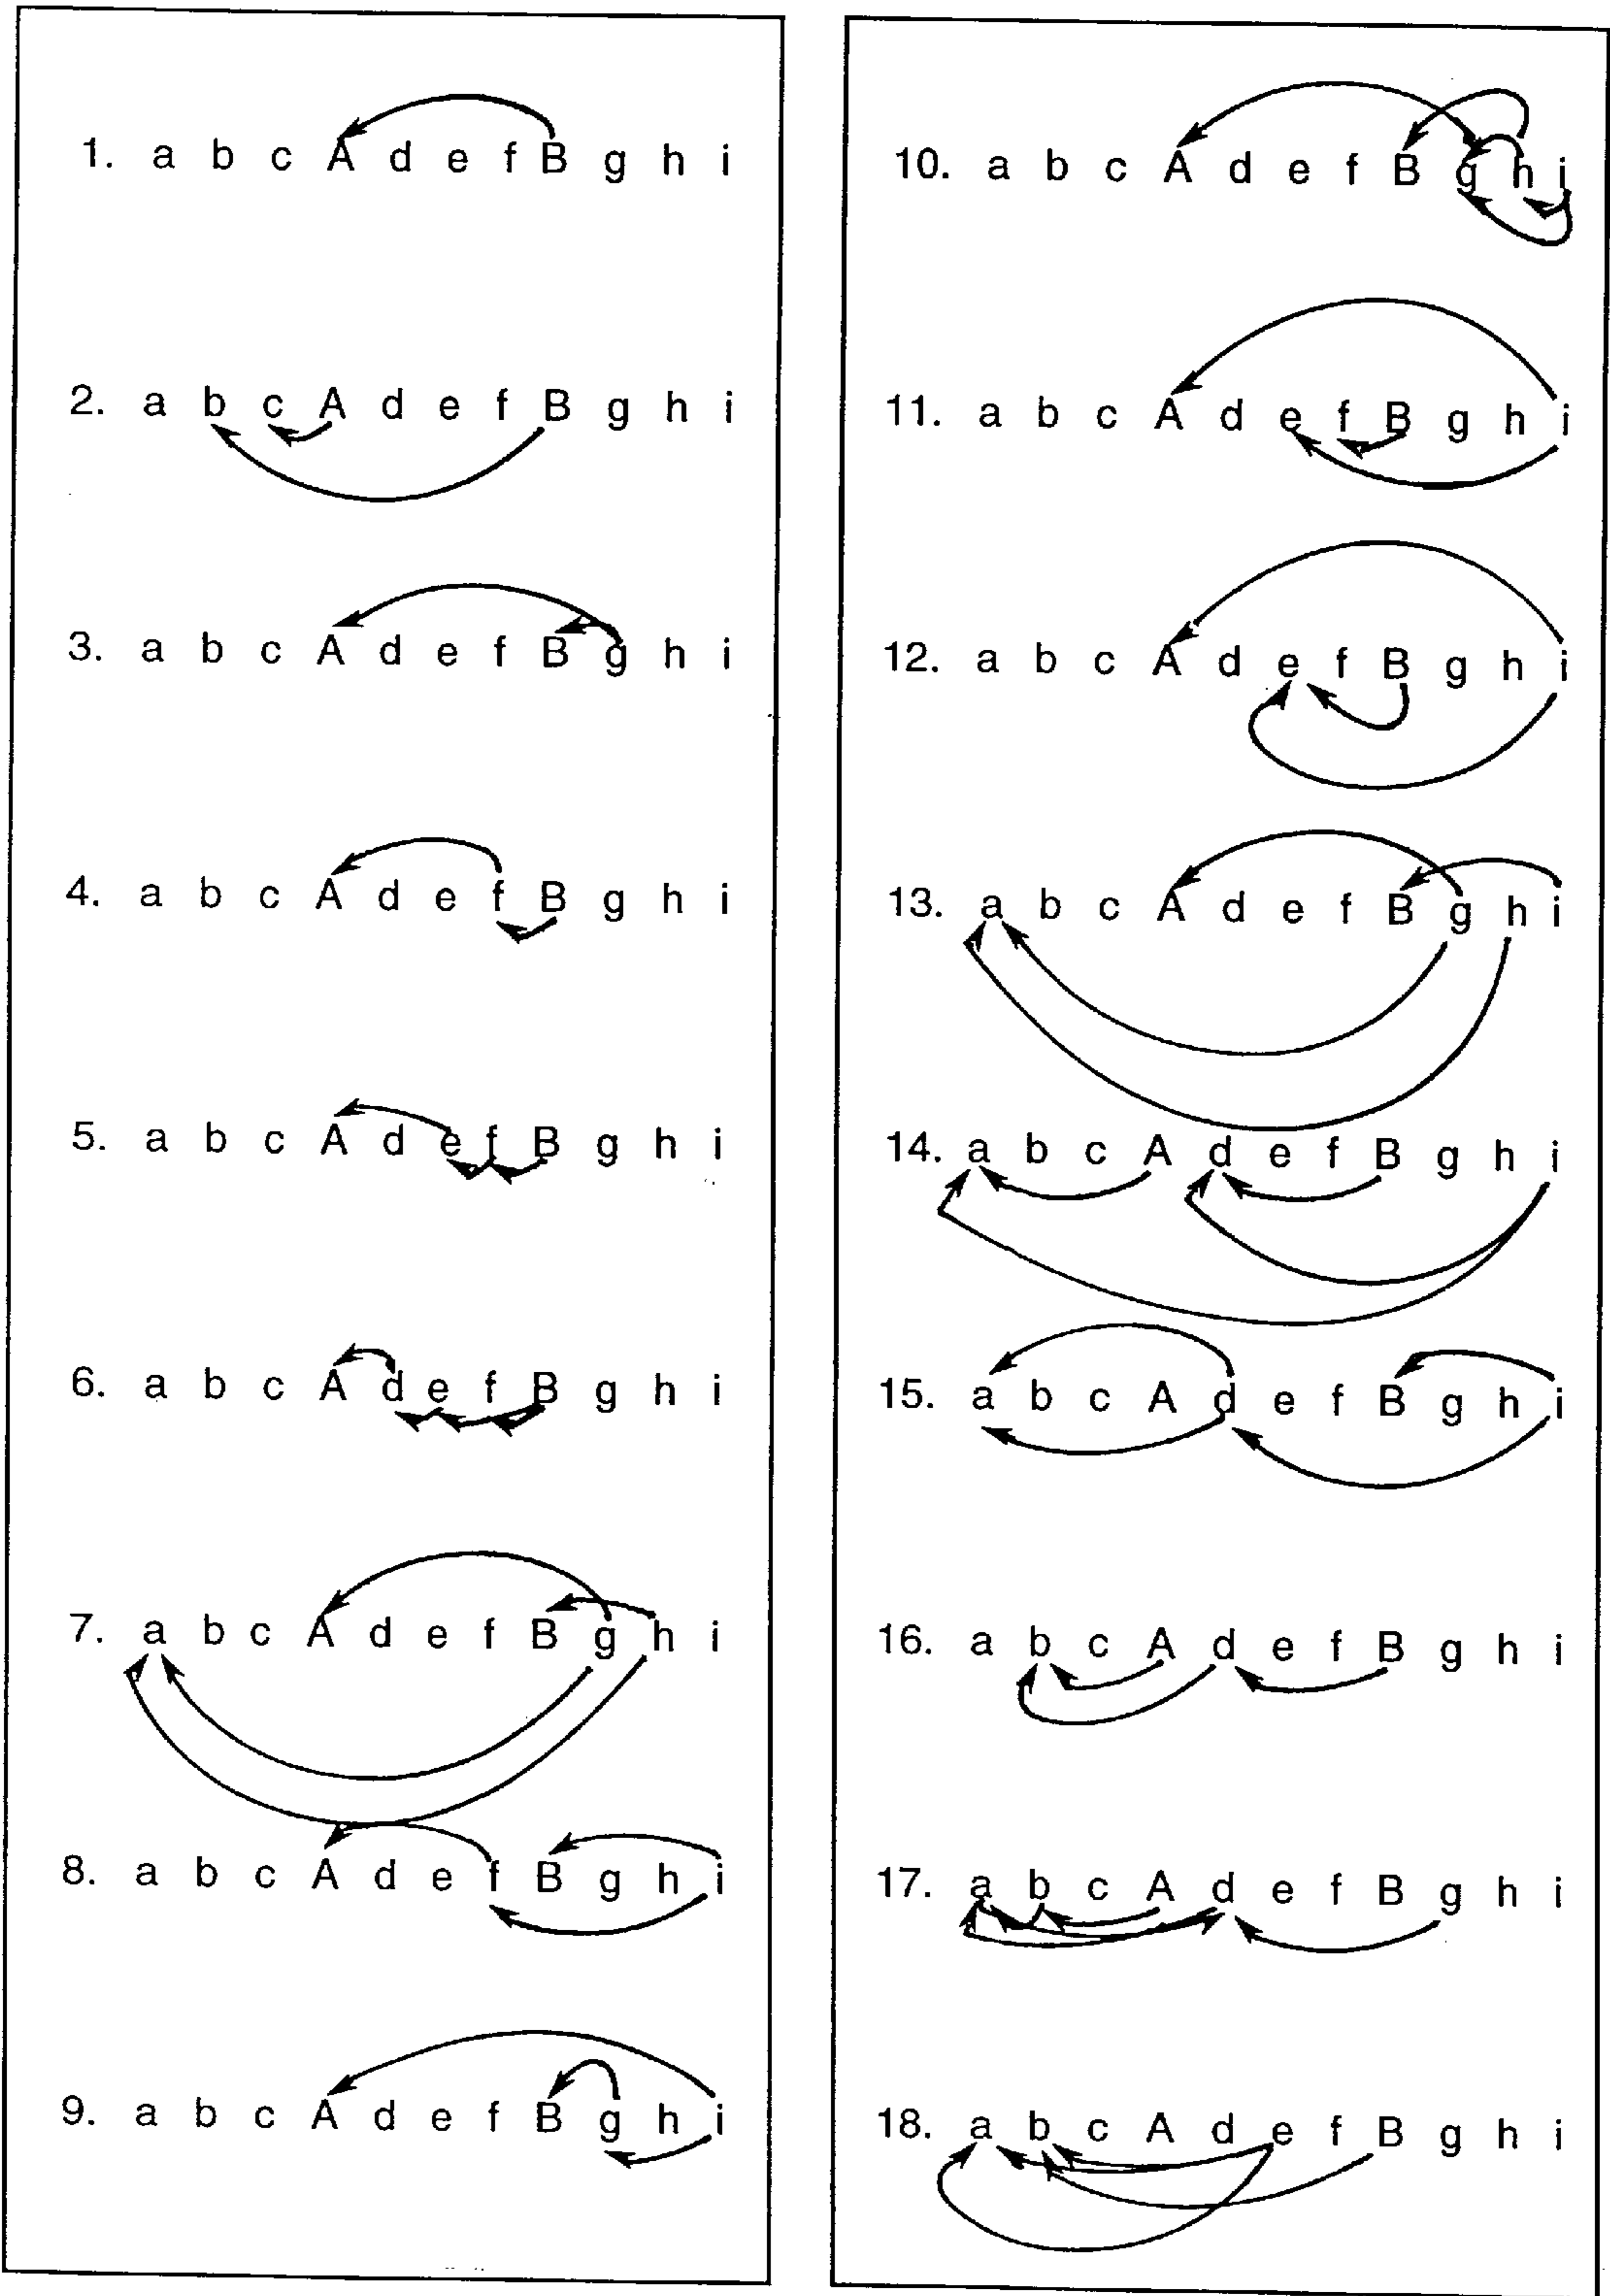 1. a b c A d e f B g h i
2. a b c A d e f B g h i
3. a b c A d e f B g h i
4. a b c A d e f B g h i
5. a b c A d e f B g h i
6. a b c A d e f B g h i
7. a b c A d e f B g h i
8. a b c A d e f B g h i
9. a b c A d e f B g h i
10. a b c A d e f B g h i
11. a b c A d e f B g h i
12. a b c A d e f B g h i
13. a b c A d e f B g h i
14. a b c A d e f B g h i
15. a b c A d e f B g h i
16. a b c A d e f B g h i
17. a b c A d e f B g h i
18. a b c A d e f B g h i